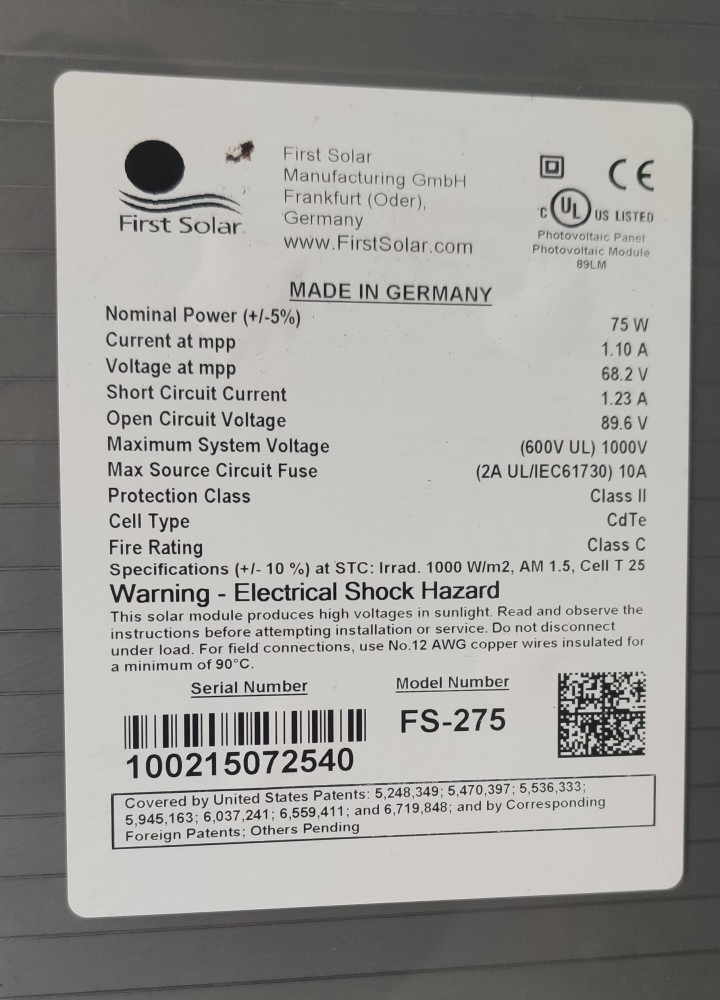 First Solar
First Solar
Manufacturing GmbH
Frankfurt (Oder),
Germany
www.FirstSolar.com
CE
C UL US LISTED
Photovoltaic Panel
Photovoltaic Module
89LM
MADE IN GERMANY
Nominal Power (+/-5%) 75 W
Current at mpp 1.10 A
Voltage at mpp 68.2 V
Short Circuit Current 1.23 A
Open Circuit Voltage 89.6 V
Maximum System Voltage (600V UL) 1000V
Max Source Circuit Fuse (2A UL/IEC61730) 10A
Protection Class Class II
Cell Type CdTe
Fire Rating Class C
Specifications (+/- 10 %) at STC: Irrad. 1000 W/m2, AM 1.5, Cell T 25
Warning - Electrical Shock Hazard
This solar module produces high voltages in sunlight. Read and observe the
instructions before attempting installation or service. Do not disconnect
under load. For field connections, use No.12 AWG copper wires insulated for
a minimum of 90°C.
Serial Number
100215072540
Model Number
FS-275
Covered by United States Patents: 5,248,349; 5,470,397; 5,536,333;
5,945,163; 6,037,241; 6,559,411; and 6,719,848; and by Corresponding
Foreign Patents; Others Pending